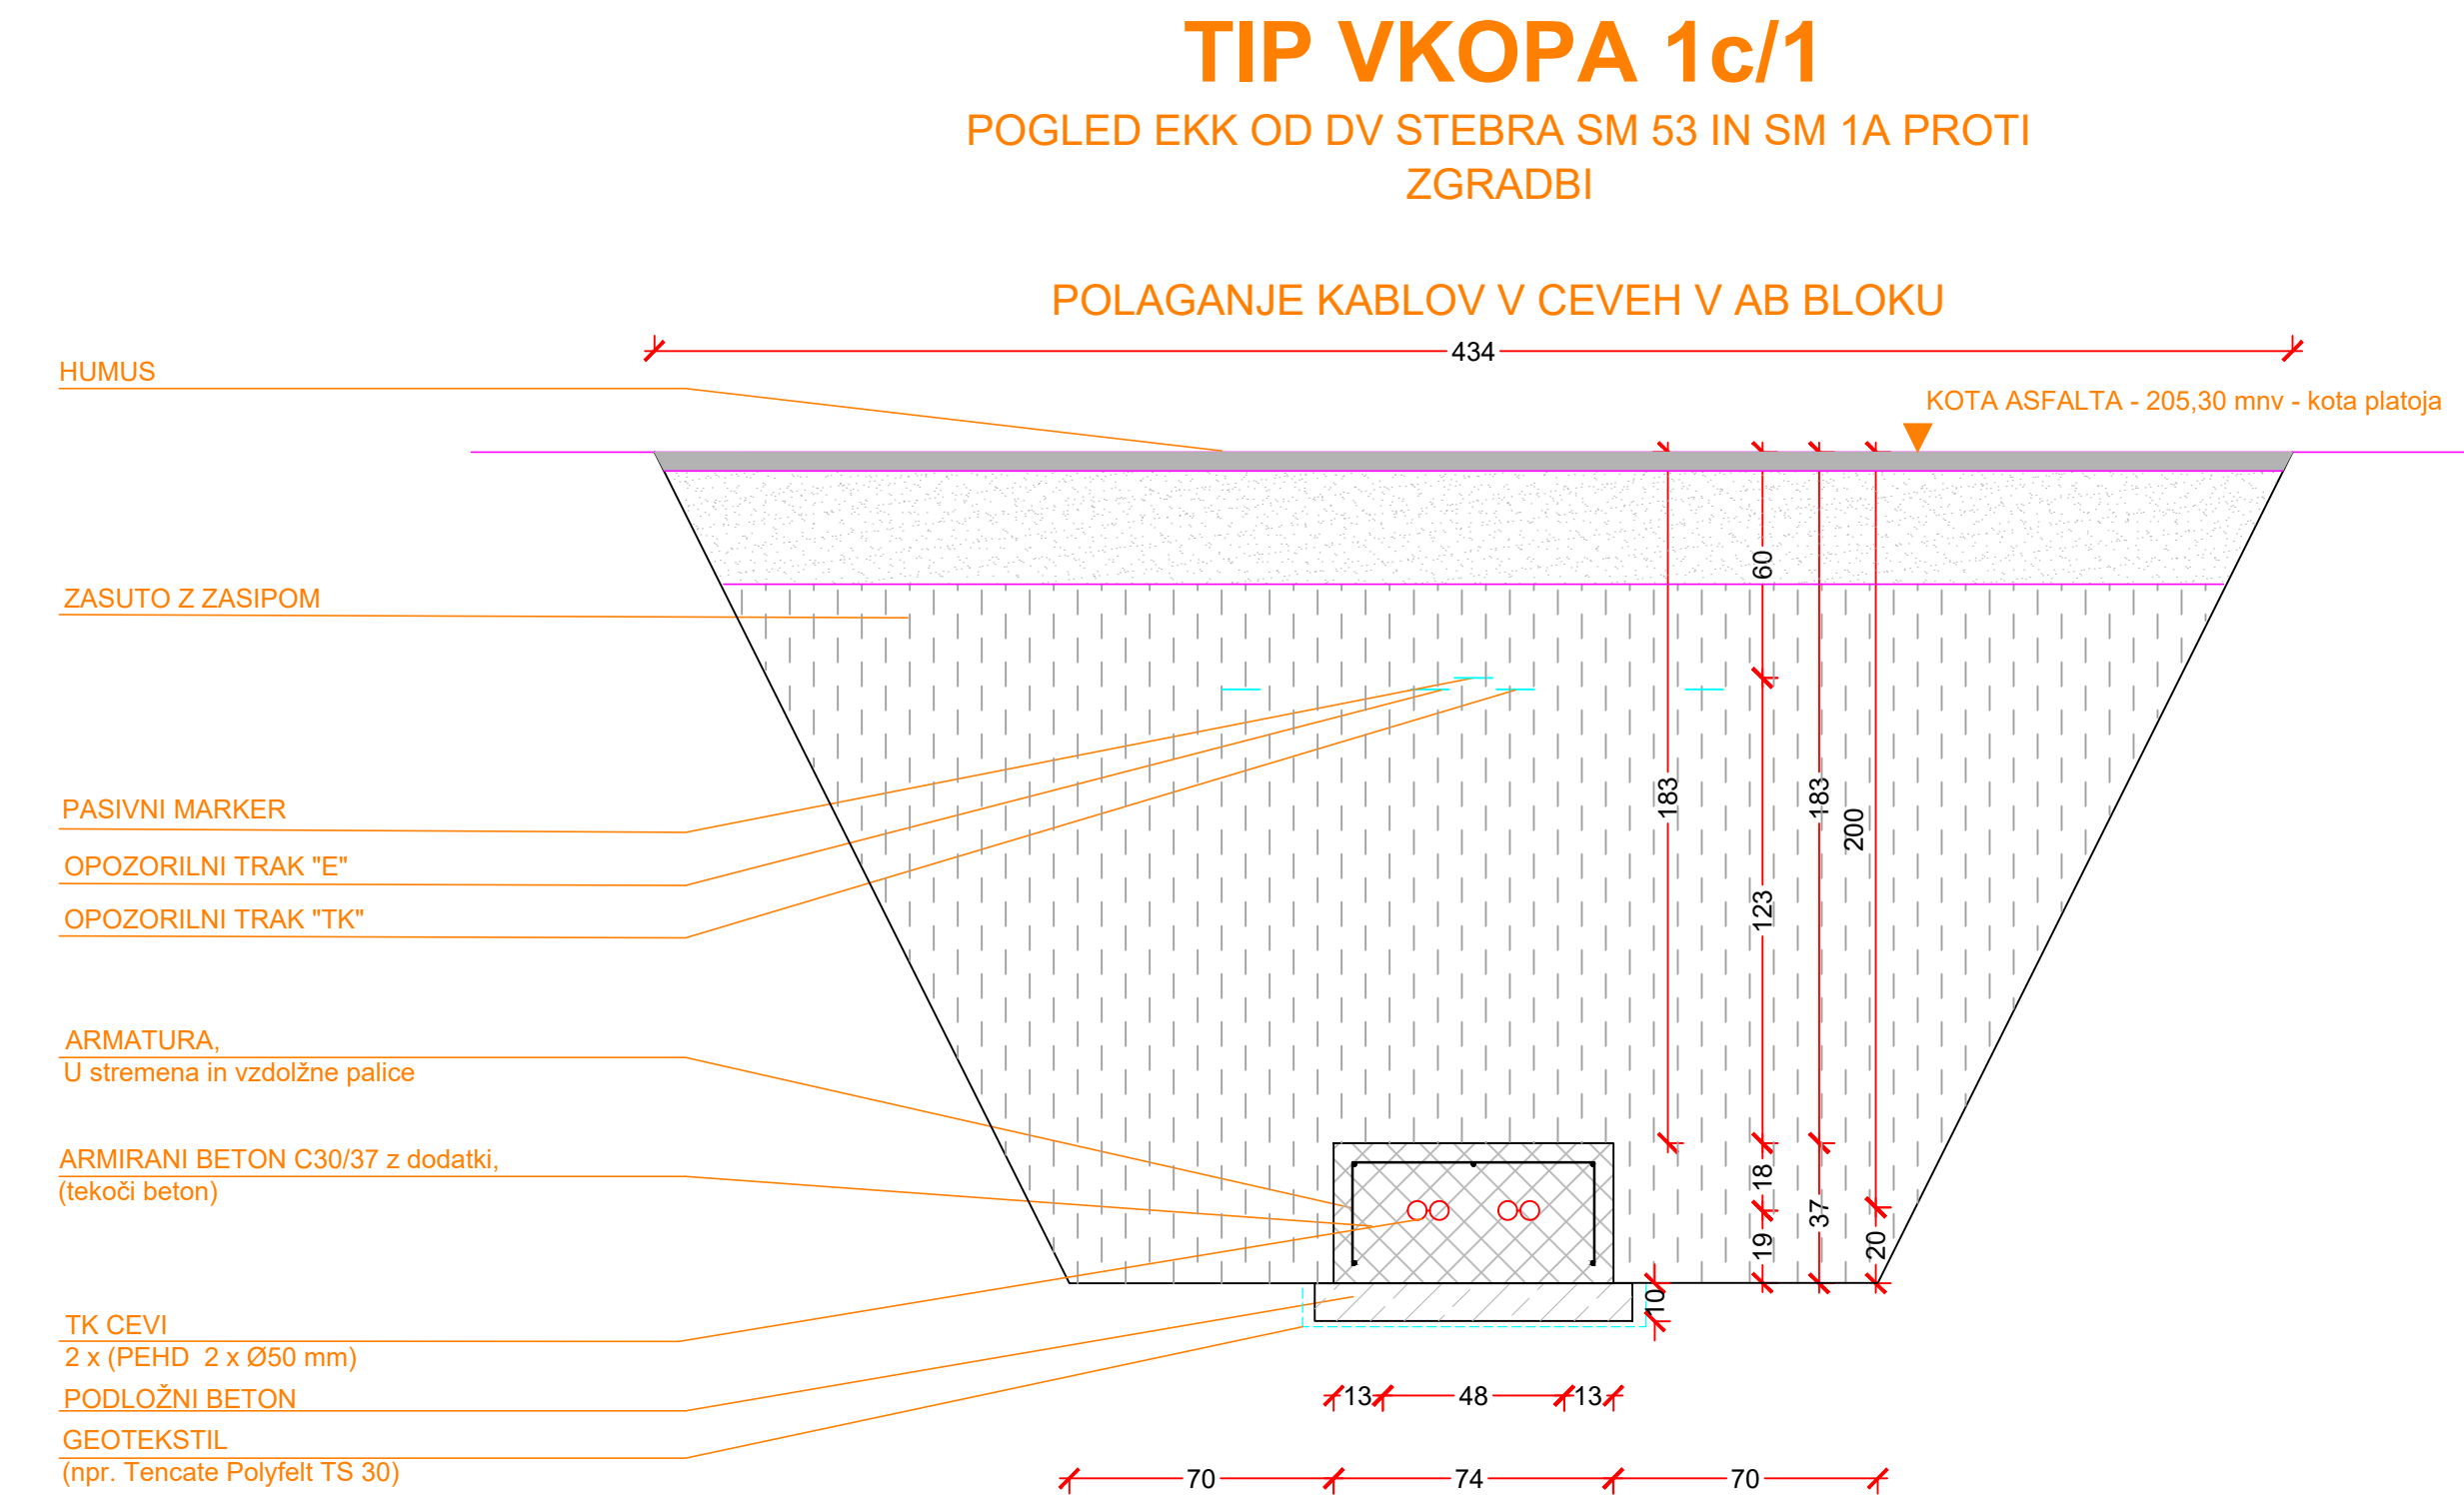 TIP VKOPA 1c/1
POGLED EKK OD DV STEBRA SM 53 IN SM 1A PROTI
ZGRADBI
POLAGANJE KABLOV V CEVEH V AB BLOKU
434
HUMUS
KOTA ASFALTA - 205,30 mnv - kota platoja
60
ZASUTO Z ZASIPOM
183
183
200
PASIVNI MARKER
OPOZORILNI TRAK "E"
123
OPOZORILNI TRAK "TK"
ARMATURA,
U stremena in vzdolžne palice
ARMIRANI BETON C30/37 z dodatki,
(tekoči beton)
18
37
19
20
10
TK CEVI
2 x (PEHD 2 x Ø50 mm)
PODLOŽNI BETON
13
48
13
GEOTEKSTIL
(npr. Tencate Polyfelt TS 30)
70
74
70